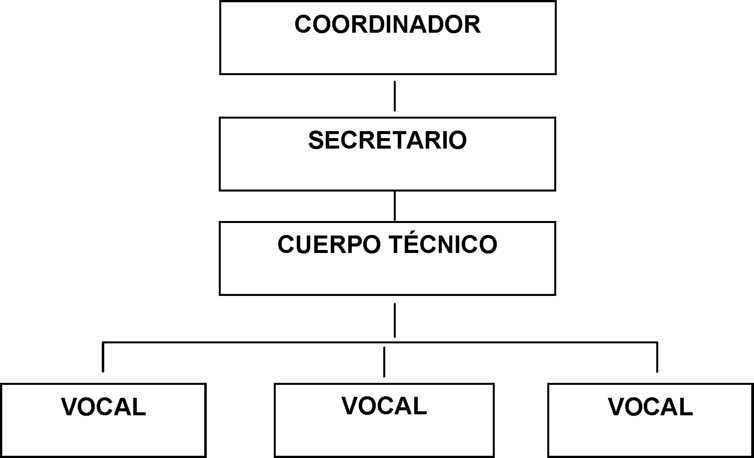 COORDINADOR
SECRETARIO
CUERPO TÉCNICO
VOCAL
VOCAL
VOCAL